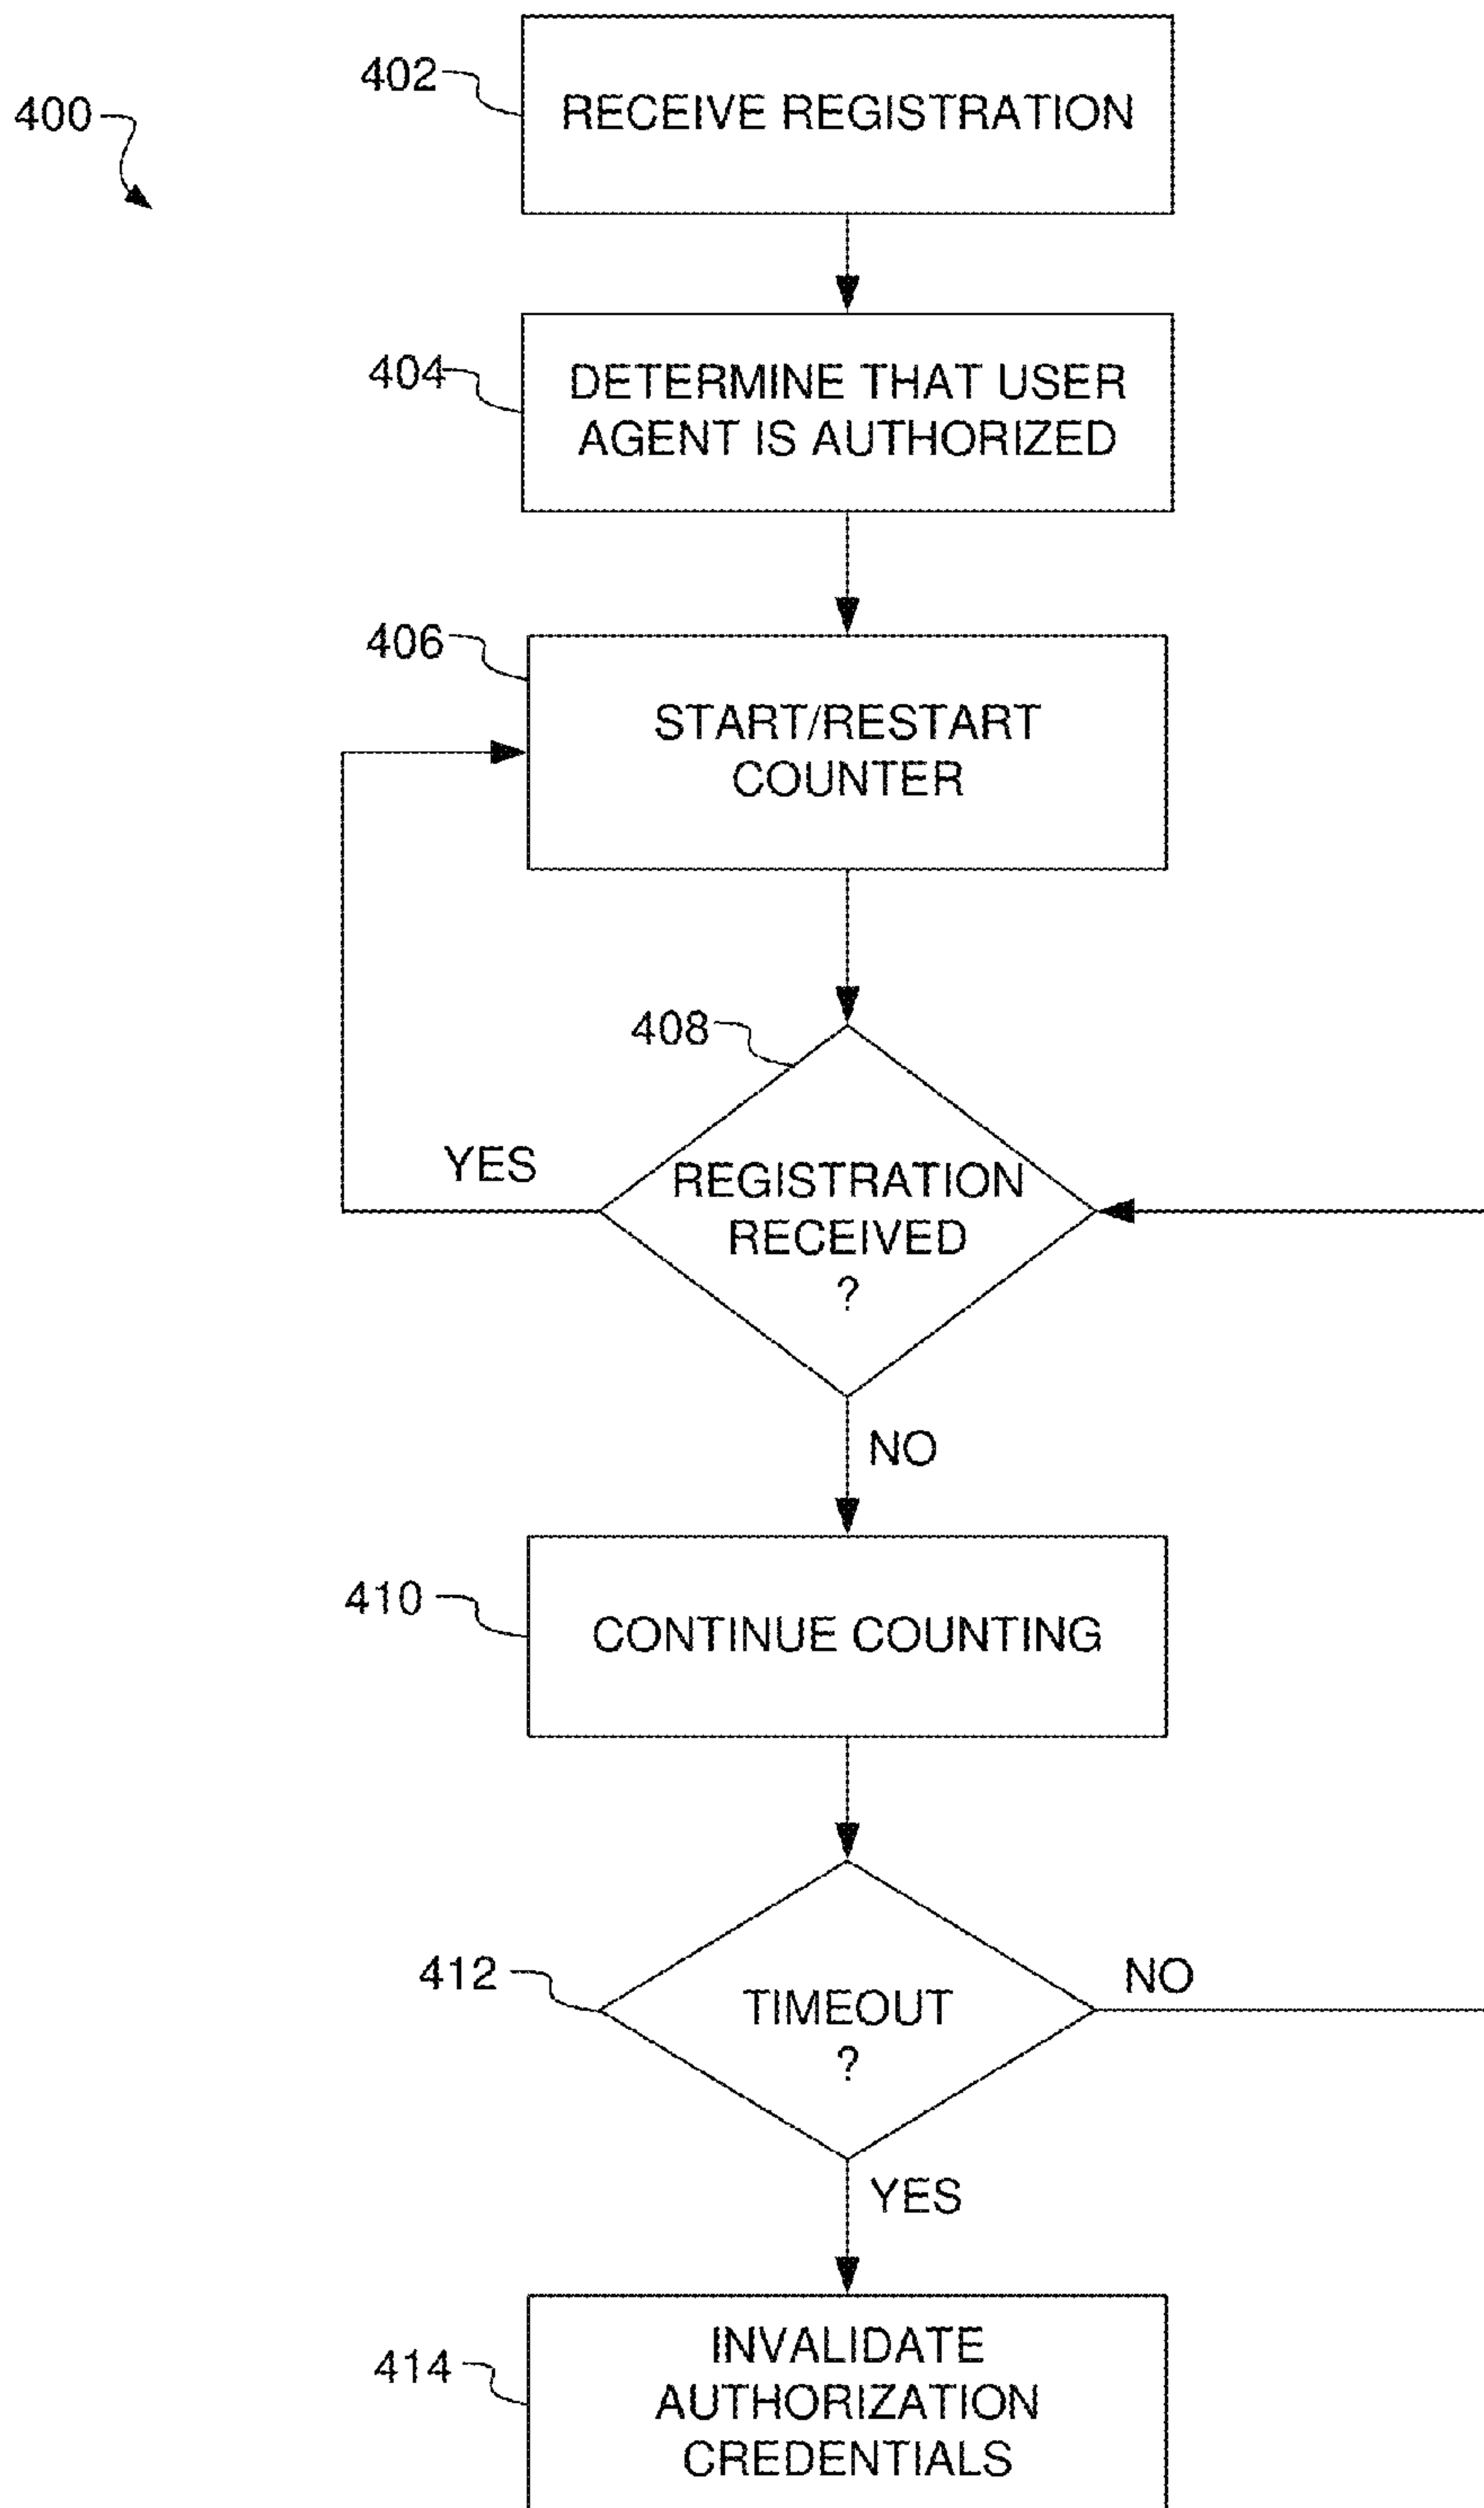 400
402
RECEIVE REGISTRATION
404
DETERMINE THAT USER
AGENT IS AUTHORIZED
406
START/RESTART
COUNTER
408
YES
REGISTRATION
RECEIVED
?
NO
410
CONTINUE COUNTING
412
TIMEOUT
?
NO
YES
414
INVALIDATE
AUTHORIZATION
CREDENTIALS